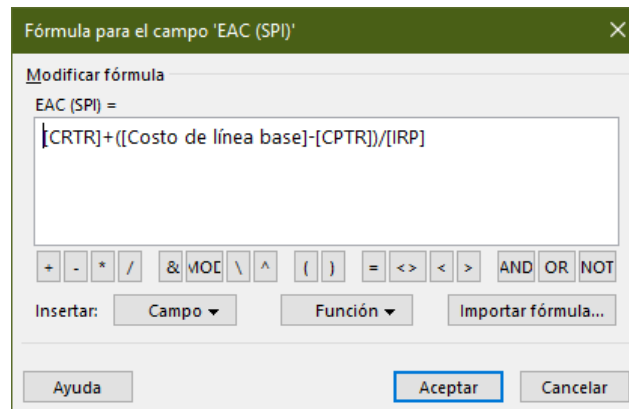 Fórmula para el campo 'EAC (SPI)'
Modificar fórmula
EAC (SPI) =
[CRTR]+([Costo de línea base]-[CPTR])/[IRP]
+ - * / & MOD \ ^ ( ) = <> < > AND OR NOT
Insertar: Campo Función Importar fórmula...
Ayuda Aceptar Cancelar